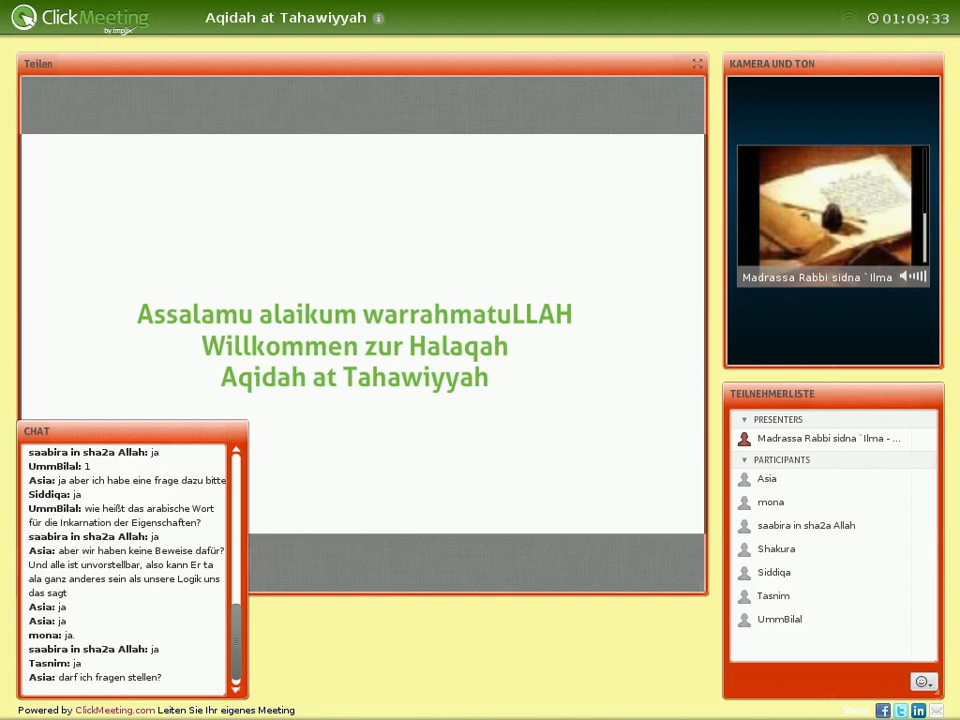 ClickMeeting
by implix
Aqidah at Tahawiyyah
01:09:33
Teilen
KAMERA UND TON
Madrassa Rabbi sidna `Ilma
Assalamu alaikum warrahmatuLLAH
Willkommen zur Halaqah
Aqidah at Tahawiyyah
CHAT
saabira in sha2a Allah: ja
UmmBilal: 1
Asia: ja aber ich habe eine frage dazu bitte
Siddiqa: ja
UmmBilal: wie heißt das arabische Wort
für die Inkarnation der Eigenschaften?
saabira in sha2a Allah: ja
Asia: aber wir haben keine Beweise dafür?
Und alle ist unvorstellbar, also kann Er ta
ala ganz anderes sein als unsere Logik uns
das sagt
Asia: ja
Asia: ja
mona: ja.
saabira in sha2a Allah: ja
Tasnim: ja
Asia: darf ich fragen stellen?
TEILNEHMERLISTE
PRESENTERS
Madrassa Rabbi sidna `Ilma - ...
PARTICIPANTS
Asia
mona
saabira in sha2a Allah
Shakura
Siddiqa
Tasnim
UmmBilal
Powered by ClickMeeting.com Leiten Sie Ihr eigenes Meeting